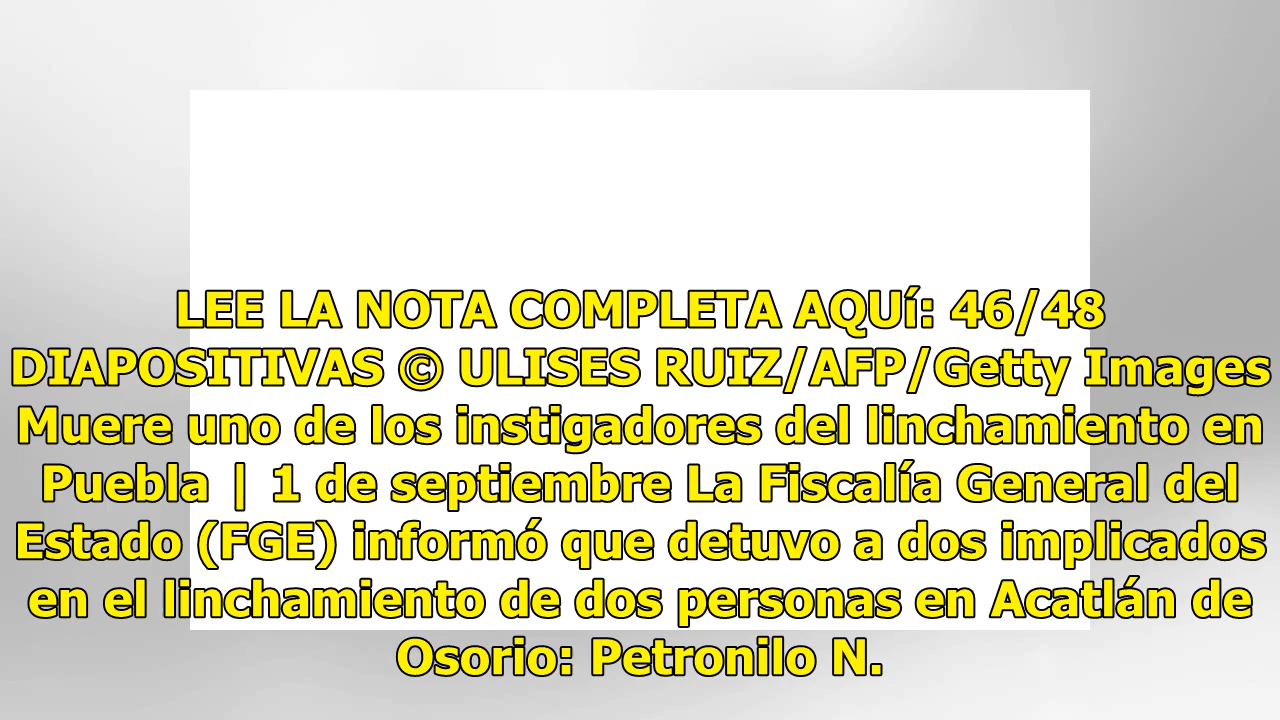 LEE LA NOTA COMPLETA AQUí: 46/48
DIAPOSITIVAS © ULISES RUIZ/AFP/Getty Images
Muere uno de los instigadores del linchamiento en
Puebla | 1 de septiembre La Fiscalía General del
Estado (FGE) informó que detuvo a dos implicados
en el linchamiento de dos personas en Acatlán de
Osorio: Petronilo N.